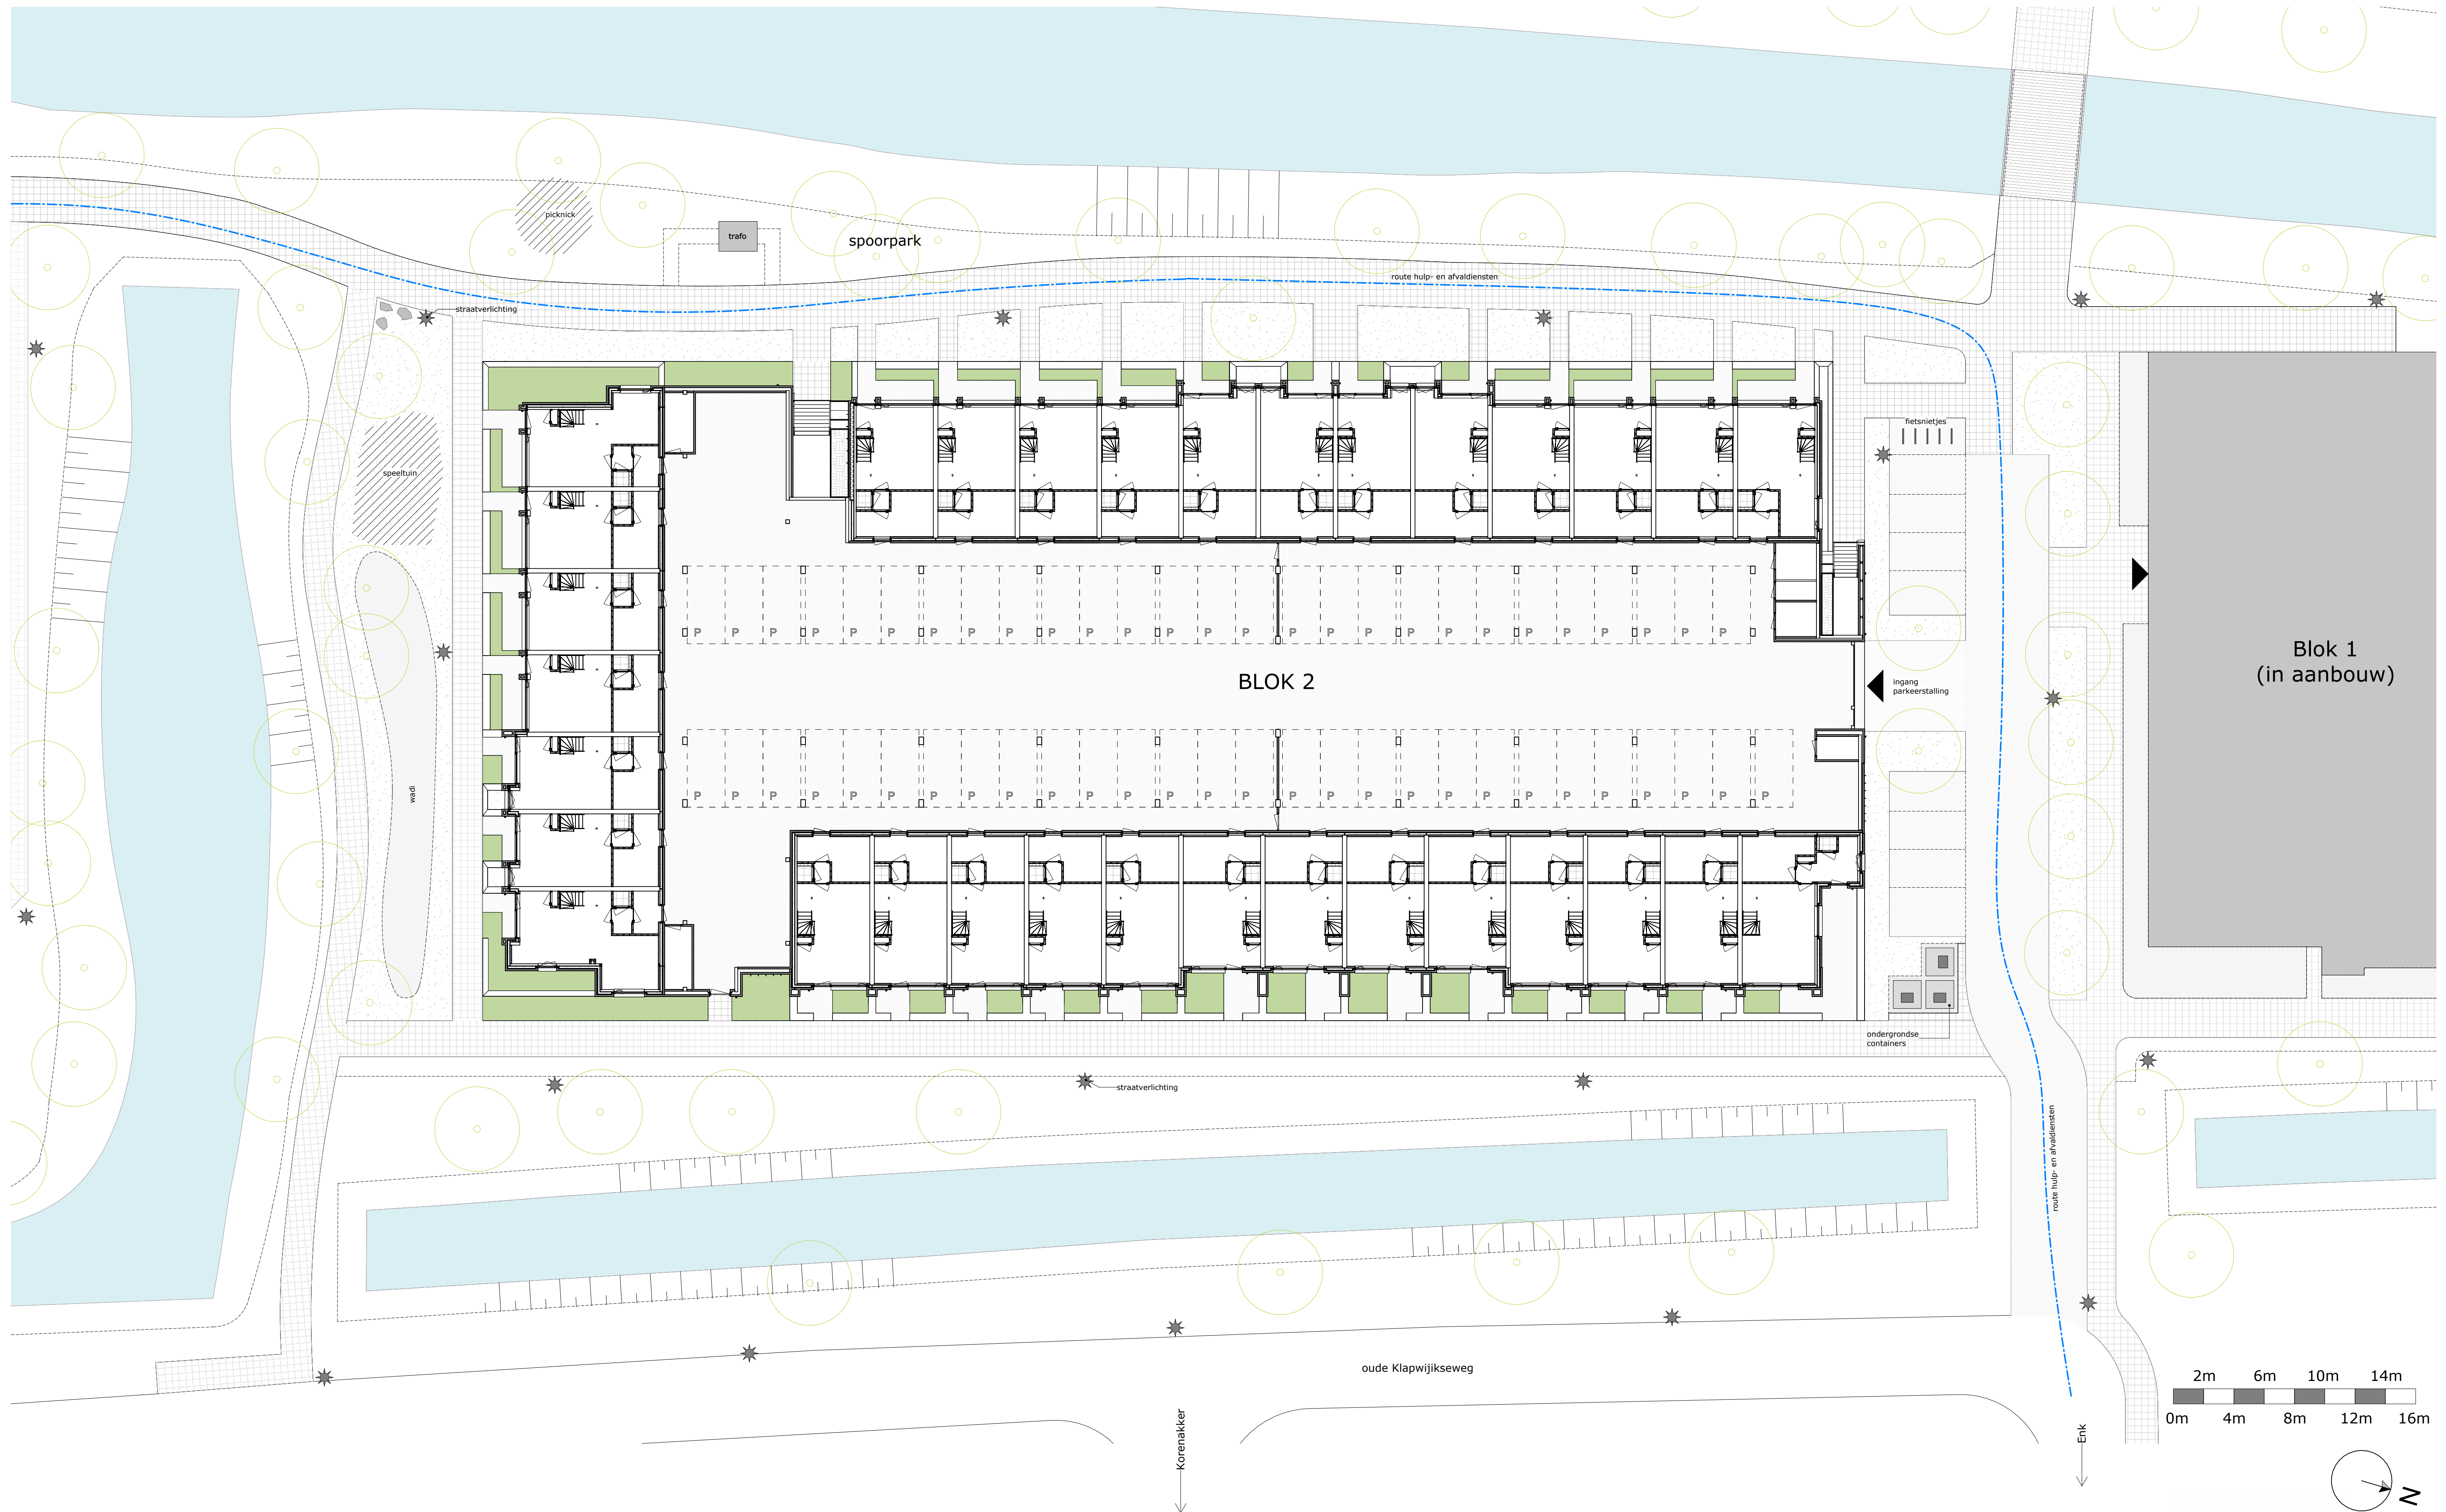 picknick
trafo
spoorpark
route hulp- en afvaldiensten
straatverlichting
fietsnietjes
speeltuin
P P P P P P P P P P P P P P P P P P P P P P P P P P P
Blok 1
(in aanbouw)
BLOK 2
ingang
parkeerstalling
wadi
P P P P P P P P P P P P P P P P P P P P P P P P P P P P
ondergrondse
containers
straatverlichting
route hulp- en afvaldiensten
oude Klapwijkseweg
2m 6m 10m 14m
0m 4m 8m 12m 16m
Korenakker
Enk
N